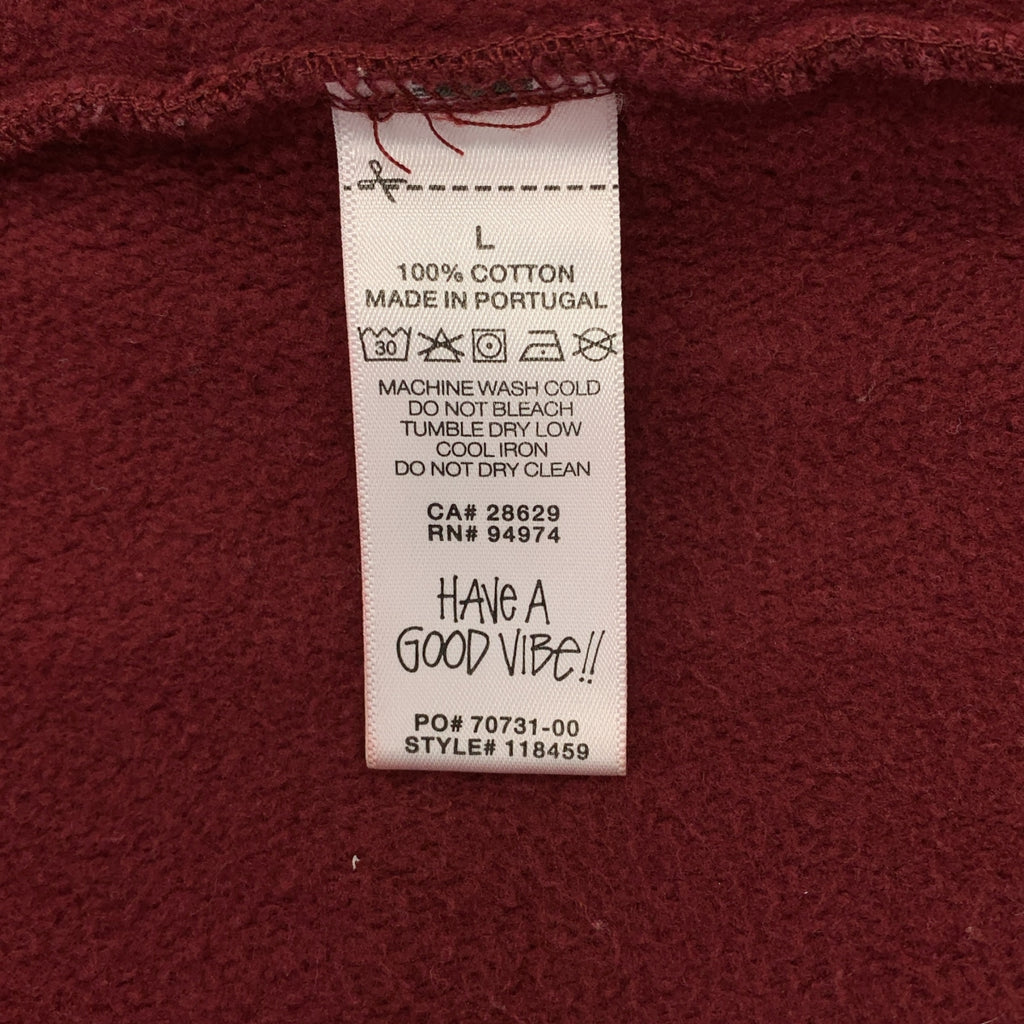 L
100% COTTON
MADE IN PORTUGAL
30
MACHINE WASH COLD
DO NOT BLEACH
TUMBLE DRY LOW
COOL IRON
DO NOT DRY CLEAN
CA# 28629
RN# 94974
HAVe A
GOOD VIBe!!
PO# 70731-00
STYLE# 118459